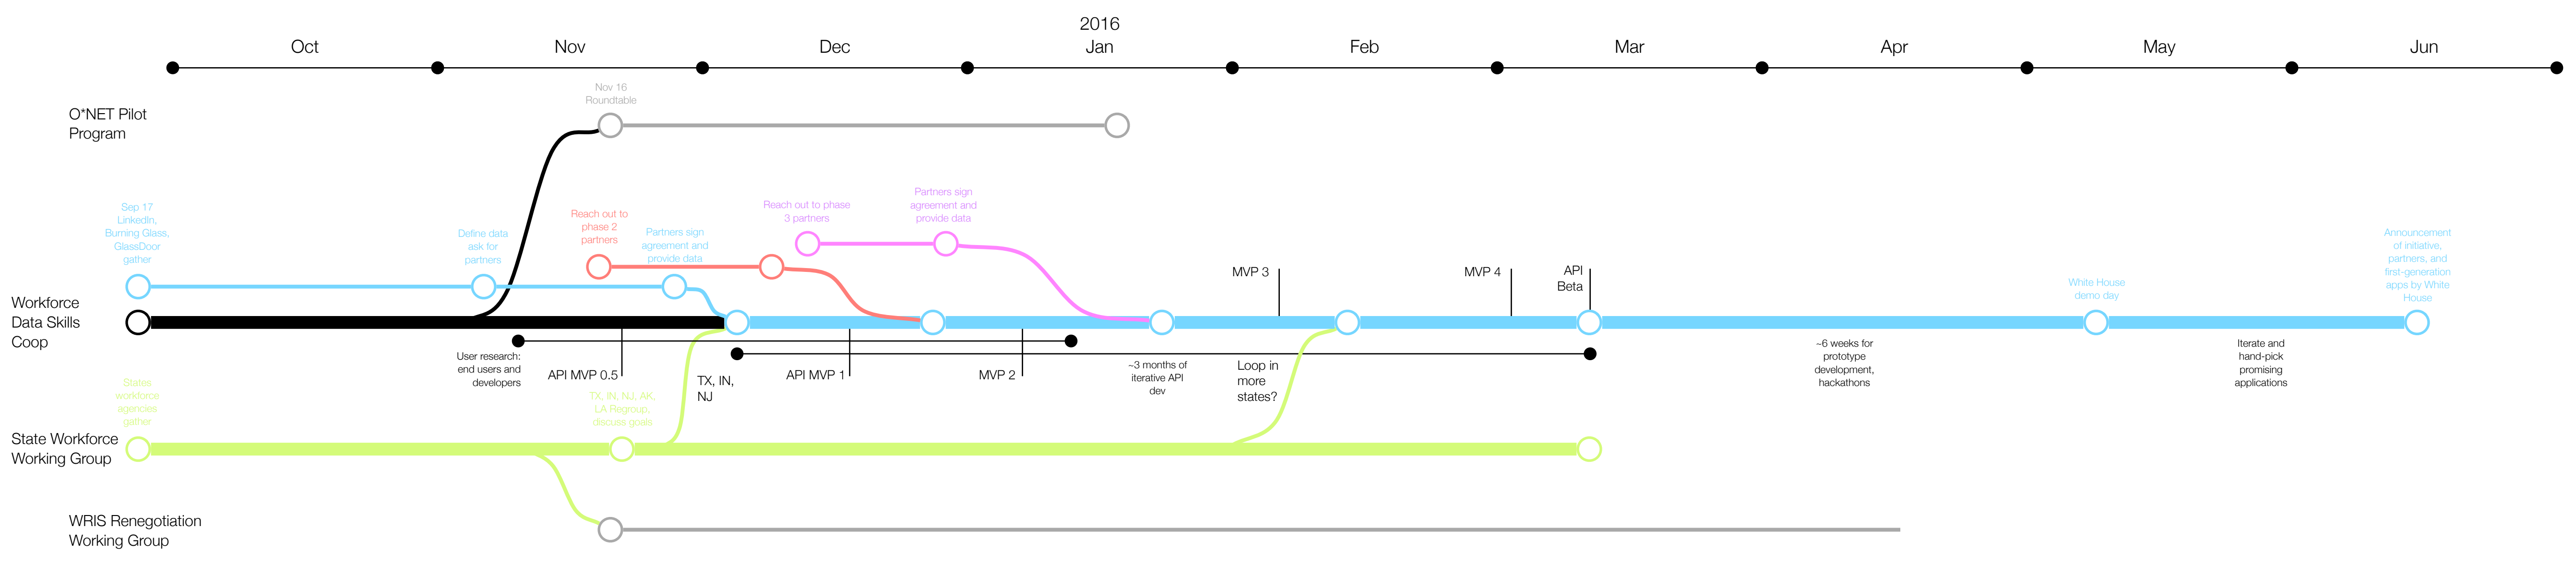 2016
Oct
Nov
Dec
Jan
Feb
Mar
Apr
May
Jun
O*NET Pilot
Program
Nov 16
Roundtable
Sep 17
LinkedIn,
Burning Glass,
GlassDoor
gather
Define data
ask for
partners
Reach out to
phase 2
partners
Partners sign
agreement and
provide data
Reach out to phase
3 partners
Partners sign
agreement and
provide data
MVP 3
MVP 4
API
Beta
White House
demo day
Announcement
of initiative,
partners, and
first-generation
apps by White
House
Workforce
Data Skills
Coop
User research:
end users and
developers
API MVP 0.5
TX, IN,
NJ
API MVP 1
MVP 2
~3 months of
iterative API
dev
Loop in
more
states?
~6 weeks for
prototype
development,
hackathons
Iterate and
hand-pick
promising
applications
States
workforce
agencies
gather
TX, IN, NJ, AK,
LA Regroup,
discuss goals
State Workforce
Working Group
WRIS Renegotiation
Working Group